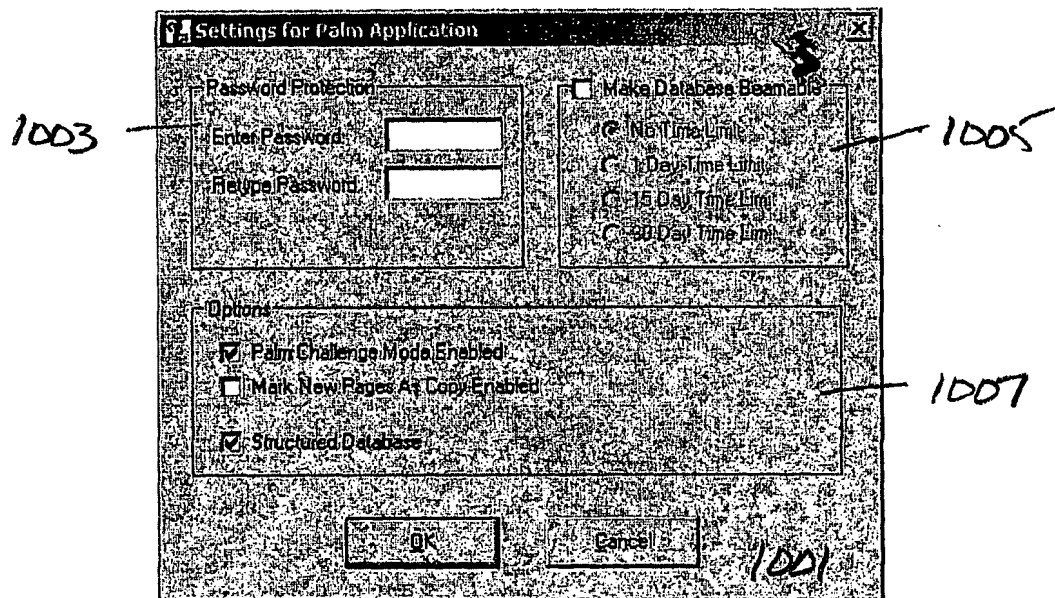 Settings for Palm Application
Password Protection
Enter Password:
Retype Password:
Make Database Beamable
No Time Limit
1 Day Time Limit
15 Day Time Limit
30 Day Time Limit
Options
Palm Challenge Mode Enabled
Mark New Pages As Copy Enabled
Structured Database
OK
Cancel
1003
1005
1007
1001